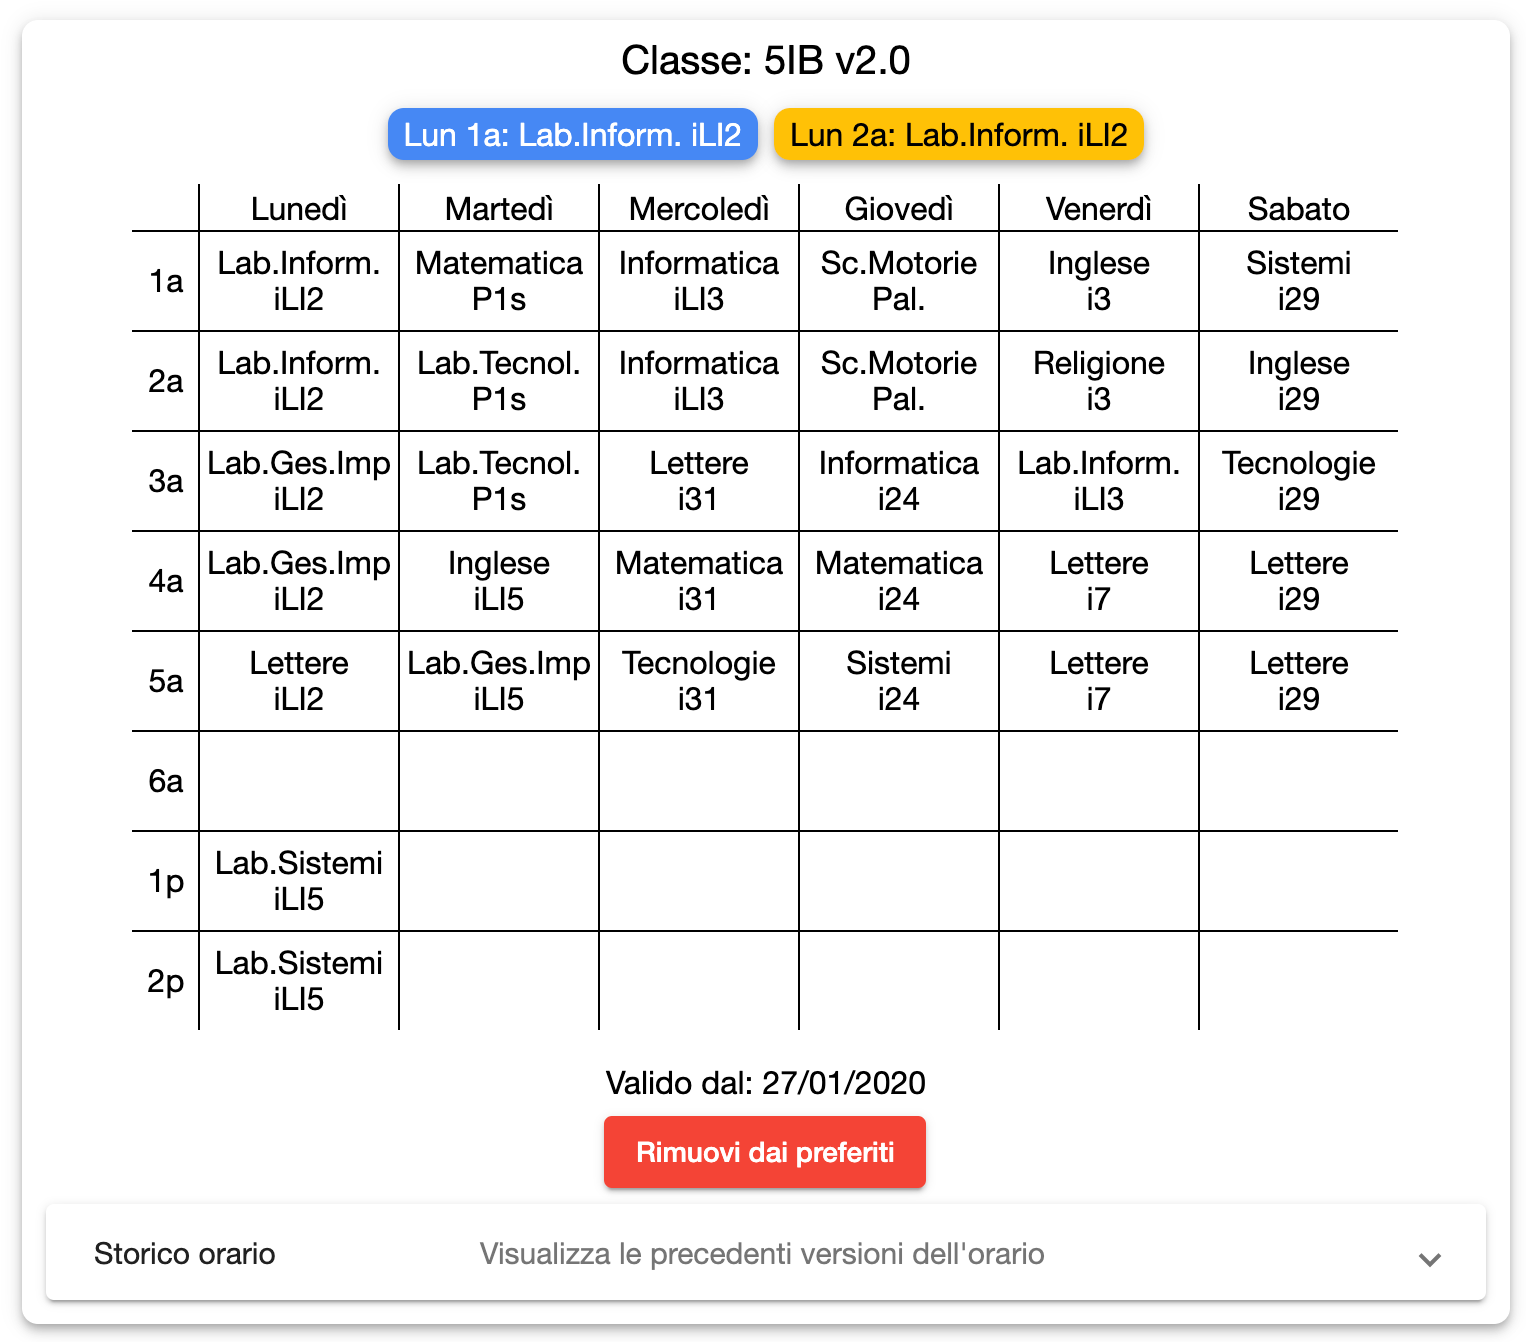 Classe: 5IB v2.0
Lun 1a: Lab.Inform. iLI2 Lun 2a: Lab.Inform. iLI2
Lunedì Martedì Mercoledì Giovedì Venerdì Sabato
1a Lab.Inform. Matematica Informatica Sc.Motorie Inglese Sistemi
iLI2 P1s iLI3 Pal. i3 i29
2a Lab.Inform. Lab.Tecnol. Informatica Sc.Motorie Religione Inglese
iLI2 P1s iLI3 Pal. i3 i29
3a Lab.Ges.Imp Lab.Tecnol. Lettere Informatica Lab.Inform. Tecnologie
iLI2 P1s i31 i24 iLI3 i29
4a Lab.Ges.Imp Inglese Matematica Matematica Lettere Lettere
iLI2 iLI5 i31 i24 i7 i29
5a Lettere Lab.Ges.Imp Tecnologie Sistemi Lettere Lettere
iLI2 iLI5 i31 i24 i7 i29
6a
1p Lab.Sistemi
iLI5
2p Lab.Sistemi
iLI5
Valido dal: 27/01/2020
Rimuovi dai preferiti
Storico orario Visualizza le precedenti versioni dell'orario